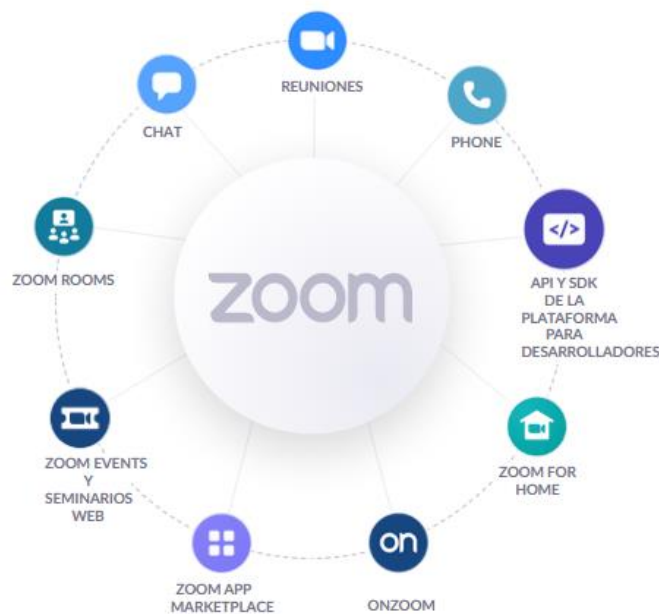 REUNIONES
CHAT
PHONE
ZOOM ROOMS
zoom
</>
API Y SDK
DE LA
PLATAFORMA
PARA
DESARROLLADORES
ZOOM EVENTS
Y
SEMINARIOS
WEB
ZOOM FOR
HOME
on
ZOOM APP
MARKETPLACE
ONZOOM